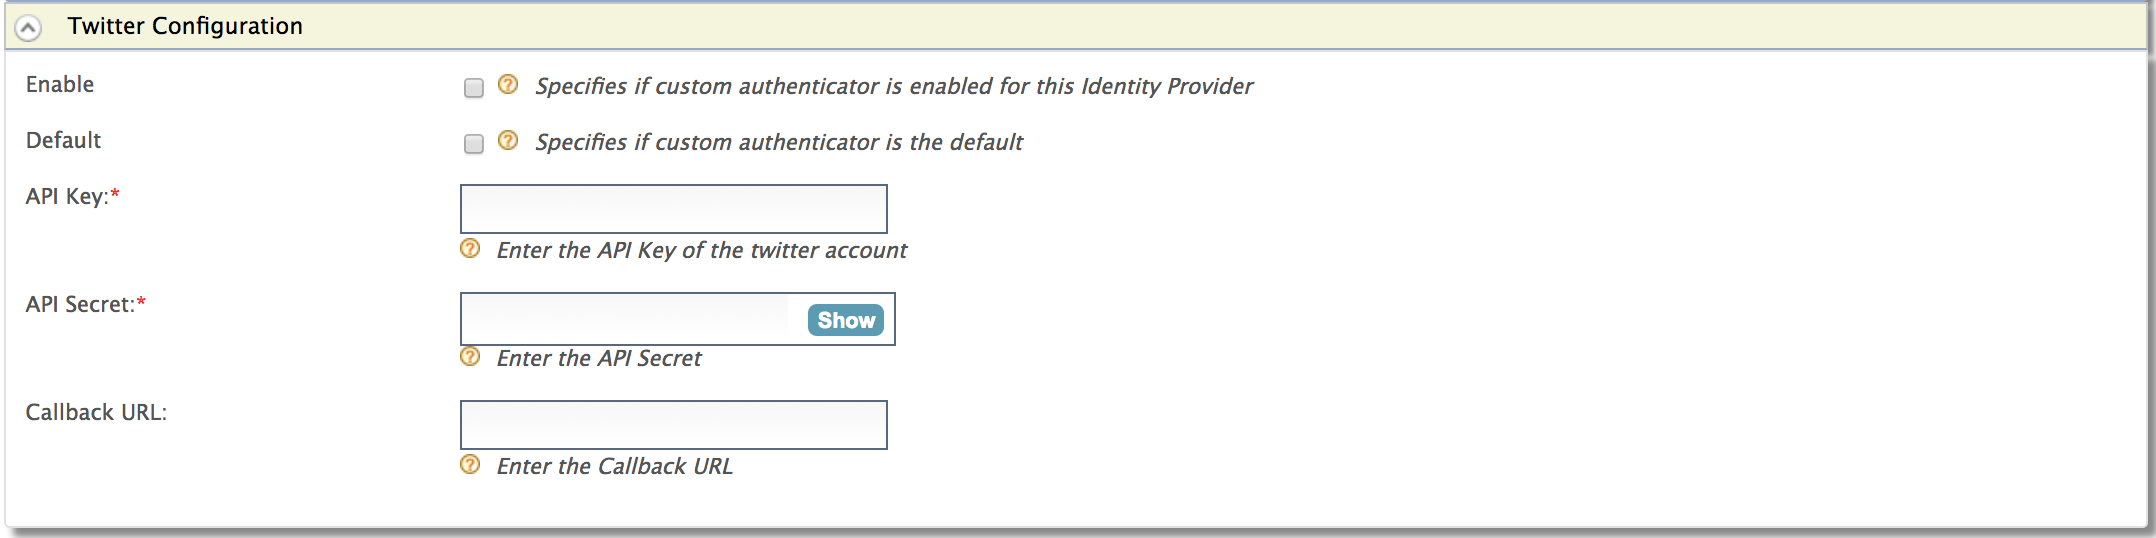 Twitter Configuration
Enable
? Specifies if custom authenticator is enabled for this Identity Provider
Default
? Specifies if custom authenticator is the default
API Key:*
? Enter the API Key of the twitter account
API Secret:*
Show
? Enter the API Secret
Callback URL:
? Enter the Callback URL